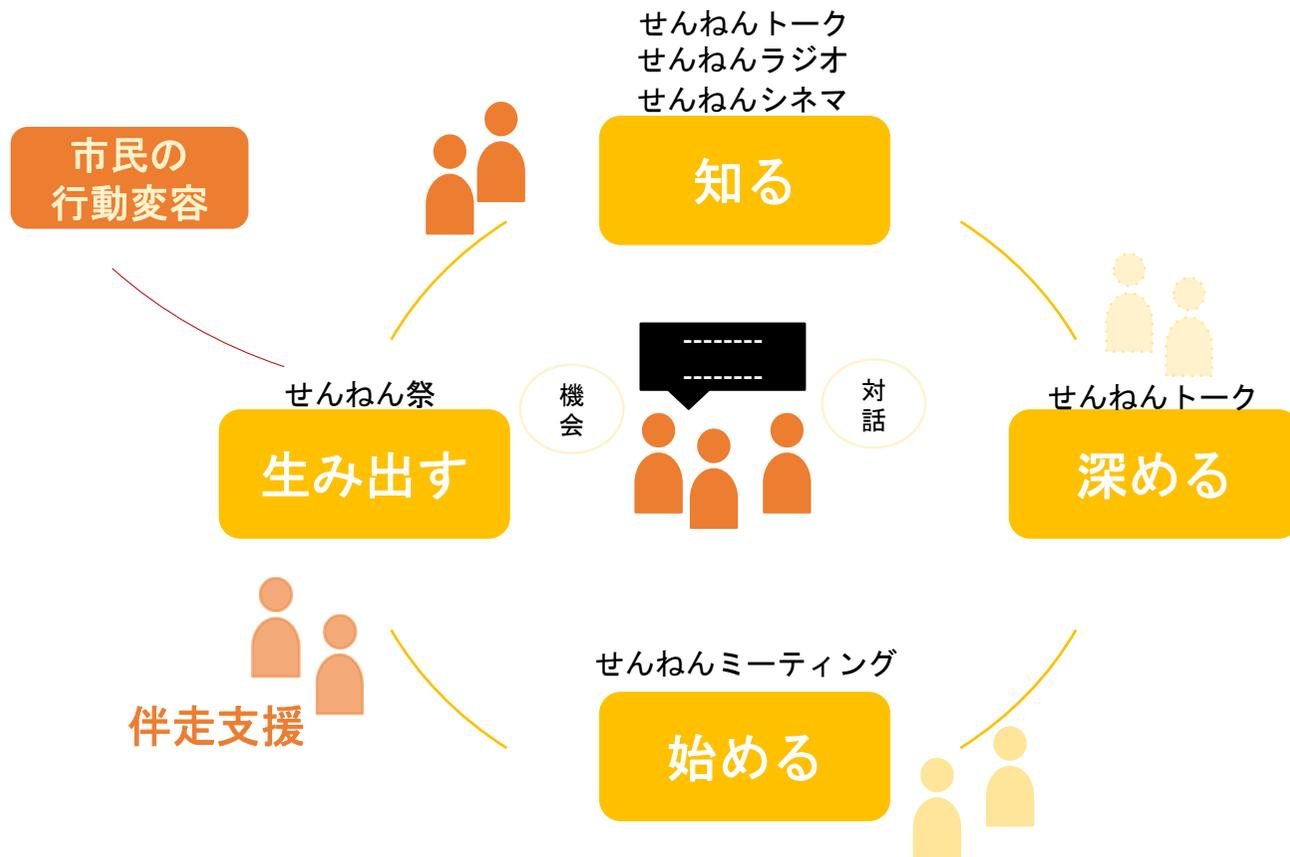 せんねんトーク
せんねんラジオ
せんねんシネマ
知る
市民の
行動変容
せんねん祭
生み出す
機
会
--------
--------
対
話
せんねんトーク
深める
伴走支援
せんねんミーティング
始める